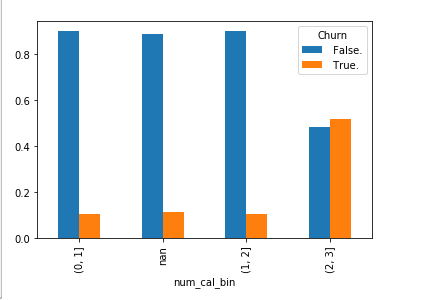 Churn
False.
True.
0.8
0.6
0.4
0.2
0.0
(0, 1]
nan
(1, 2]
(2, 3]
num_cal_bin